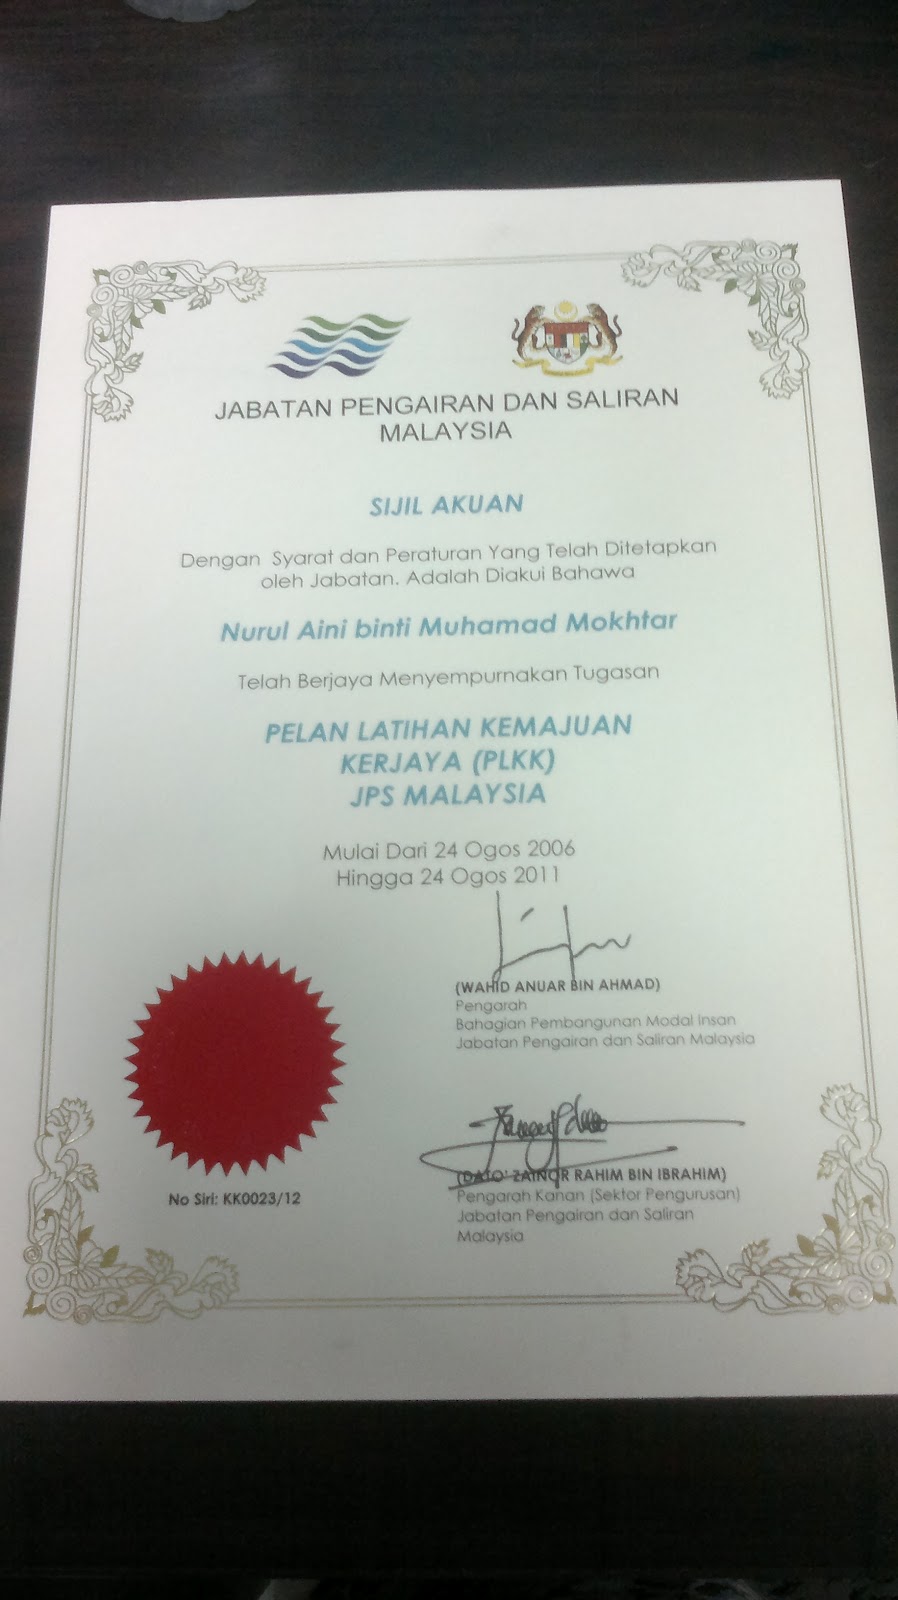 JABATAN PENGAIRAN DAN SALIRAN
MALAYSIA
SIJIL AKUAN
Dengan Syarat dan Peraturan Yang Telah Ditetapkan
oleh Jabatan. Adalah Diakui Bahawa
Nurul Aini binti Muhamad Mokhtar
Telah Berjaya Menyempurnakan Tugasan
PELAN LATIHAN KEMAJUAN
KERJAYA (PLKK)
JPS MALAYSIA
Mulai Dari 24 Ogos 2006
Hingga 24 Ogos 2011
(WAHID ANUAR BIN AHMAD)
Pengarah
Bahagian Pembangunan Modal Insan
Jabatan Pengairan dan Saliran Malaysia
(DATO' ZAINOR RAHIM BIN IBRAHIM)
Pengarah Kanan (Sektor Pengurusan)
Jabatan Pengairan dan Saliran
Malaysia
No Siri: KK0023/12